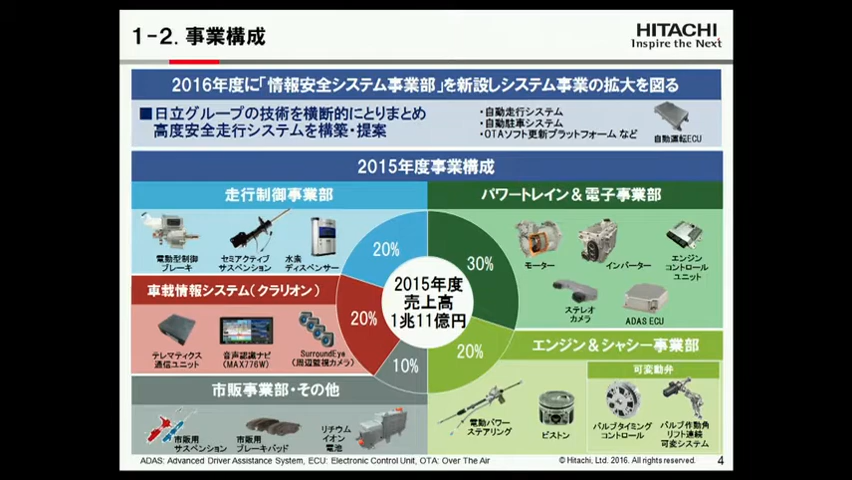 1-2. 事業構成
HITACHI
Inspire the Next
2016年度に「情報安全システム事業部」を新設しシステム事業の拡大を図る
■日立グループの技術を横断的にとりまとめ
高度安全走行システムを構築・提案
・自動走行システム
・自動駐車システム
・OTAソフト更新プラットフォーム など
自動運転ECU
2015年度事業構成
走行制御事業部
電動型制御
ブレーキ
セミアクティブ
サスペンション
水素
ディスペンサー
パワートレイン&電子事業部
モーター
インバーター
エンジン
コントロール
ユニット
ステレオ
カメラ
ADAS ECU
20%
30%
20%
20%
10%
2015年度
売上高
1兆11億円
車載情報システム(クラリオン)
テレマティクス
通信ユニット
音声認識ナビ
(MAX776W)
SurroundEye
(周辺監視カメラ)
エンジン&シャシー事業部
電動パワー
ステアリング
ピストン
可変動弁
バルブタイミング
コントロール
バルブ作動角
リフト連続
可変システム
市販事業部・その他
市販用
サスペンション
市販用
ブレーキパッド
リチウム
イオン
電池
ADAS: Advanced Driver Assistance System, ECU: Electronic Control Unit, OTA: Over The Air
© Hitachi, Ltd. 2016. All rights reserved.
4